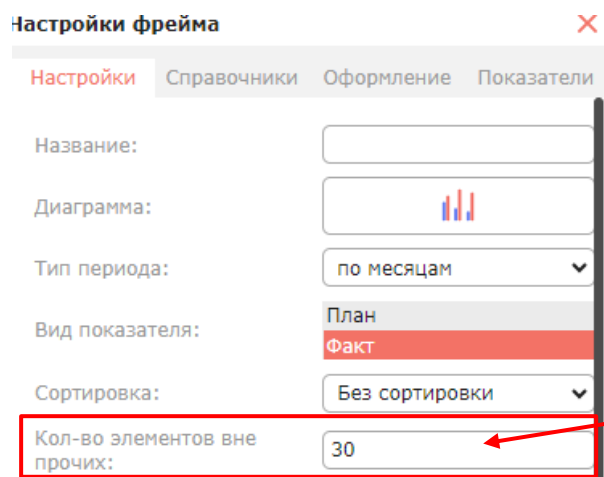 Настройки фрейма
Настройки Справочники Оформление Показатели
Название:
Диаграмма:
Тип периода: по месяцам
Вид показателя: План
Факт
Сортировка: Без сортировки
Кол-во элементов вне
прочих: 30